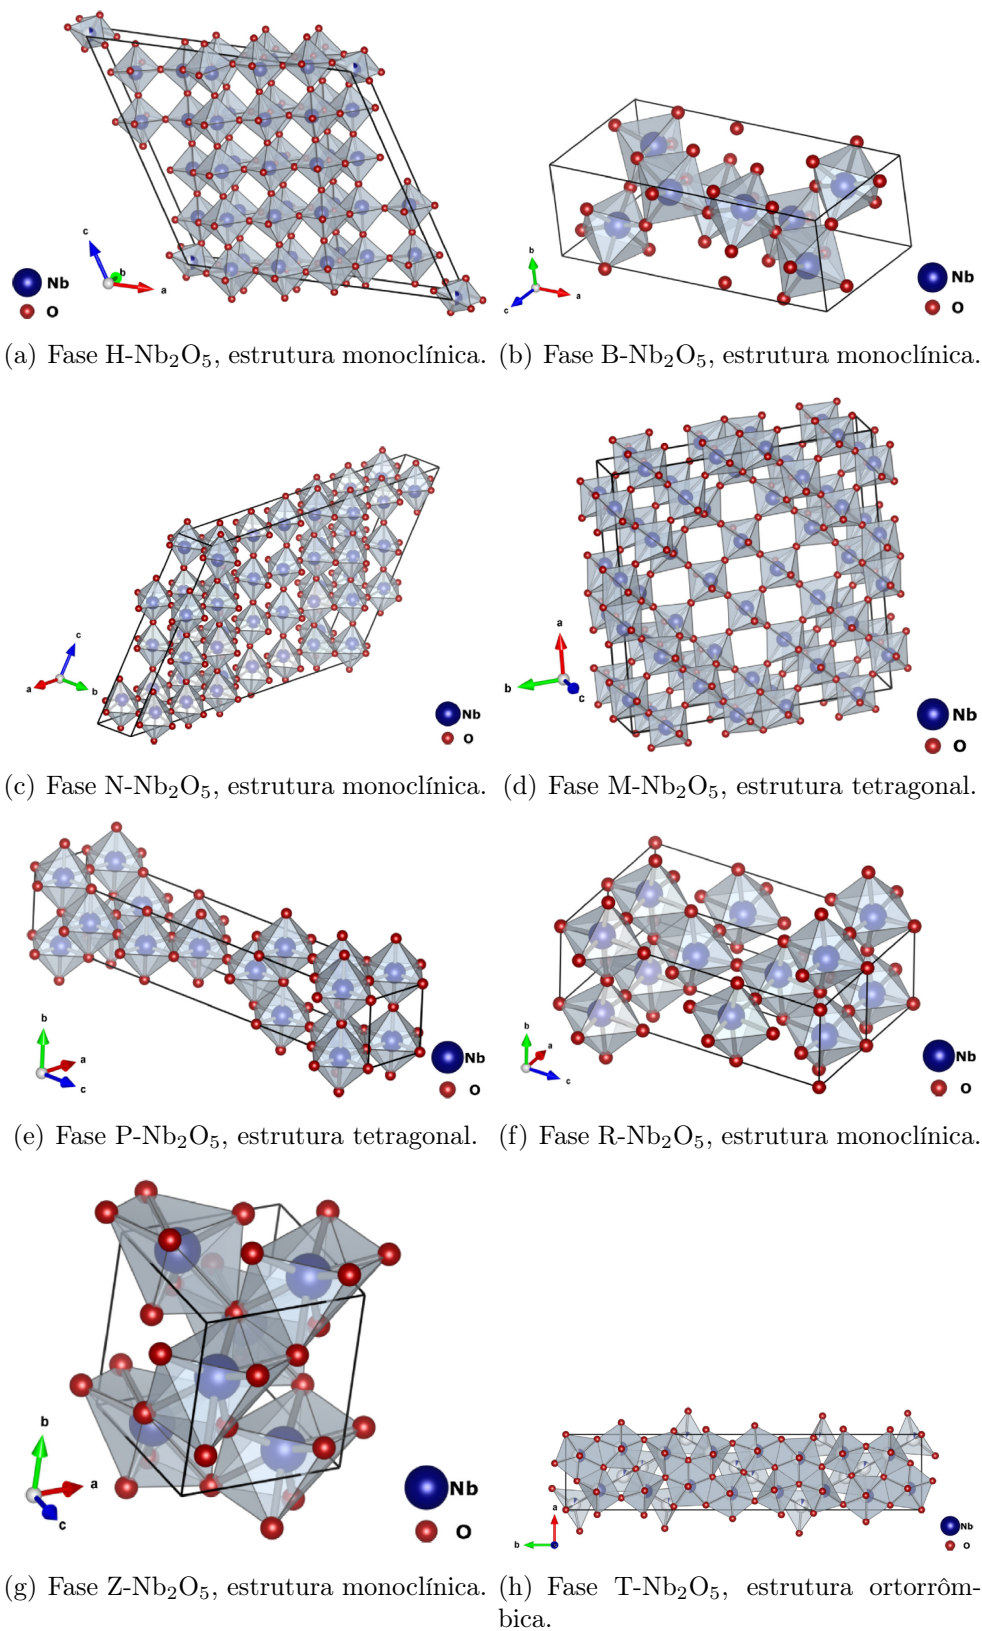 c
b
a
Nb
O
b
a
c
Nb
O
(a) Fase H-Nb₂O₅, estrutura monoclínica.
(b) Fase B-Nb₂O₅, estrutura monoclínica.
c
a
b
Nb
O
a
b
c
Nb
O
(c) Fase N-Nb₂O₅, estrutura monoclínica.
(d) Fase M-Nb₂O₅, estrutura tetragonal.
b
a
c
Nb
O
b
a
c
Nb
O
(e) Fase P-Nb₂O₅, estrutura tetragonal.
(f) Fase R-Nb₂O₅, estrutura monoclínica.
b
a
c
Nb
O
a
b
Nb
O
(g) Fase Z-Nb₂O₅, estrutura monoclínica.
(h) Fase T-Nb₂O₅, estrutura ortorrôm-
bica.